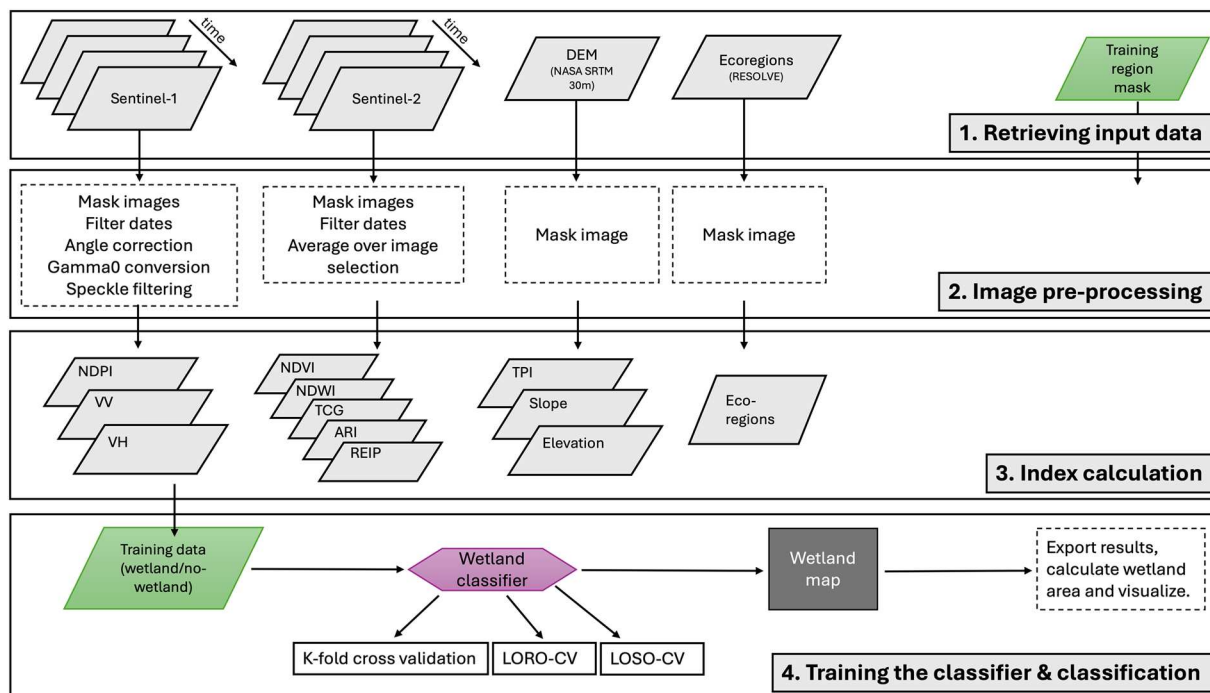 time
Sentinel-1
time
Sentinel-2
DEM
(NASA SRTM
30m)
Ecoregions
(RESOLVE)
Training
region
mask
1. Retrieving input data
Mask images
Filter dates
Angle correction
Gamma0 conversion
Speckle filtering
Mask images
Filter dates
Average over image
selection
Mask image
Mask image
2. Image pre-processing
NDPI
VV
VH
NDVI
NDWI
TCG
ARI
REIP
TPI
Slope
Elevation
Eco-
regions
3. Index calculation
Training data
(wetland/no-
wetland)
Wetland
classifier
Wetland
map
Export results,
calculate wetland
area and visualize.
K-fold cross validation
LORO-CV
LOSO-CV
4. Training the classifier & classification